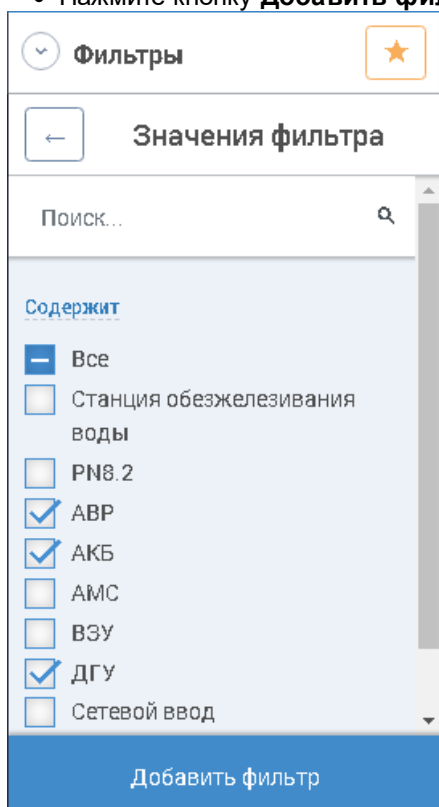 • Нажмите кнопку Добавить фил
Фильтры
Значения фильтра
Поиск...
Содержит
Все
Станция обезжелезивания
воды
PN8.2
АВР
АКБ
АМС
ВЗУ
ДГУ
Сетевой ввод
Добавить фильтр